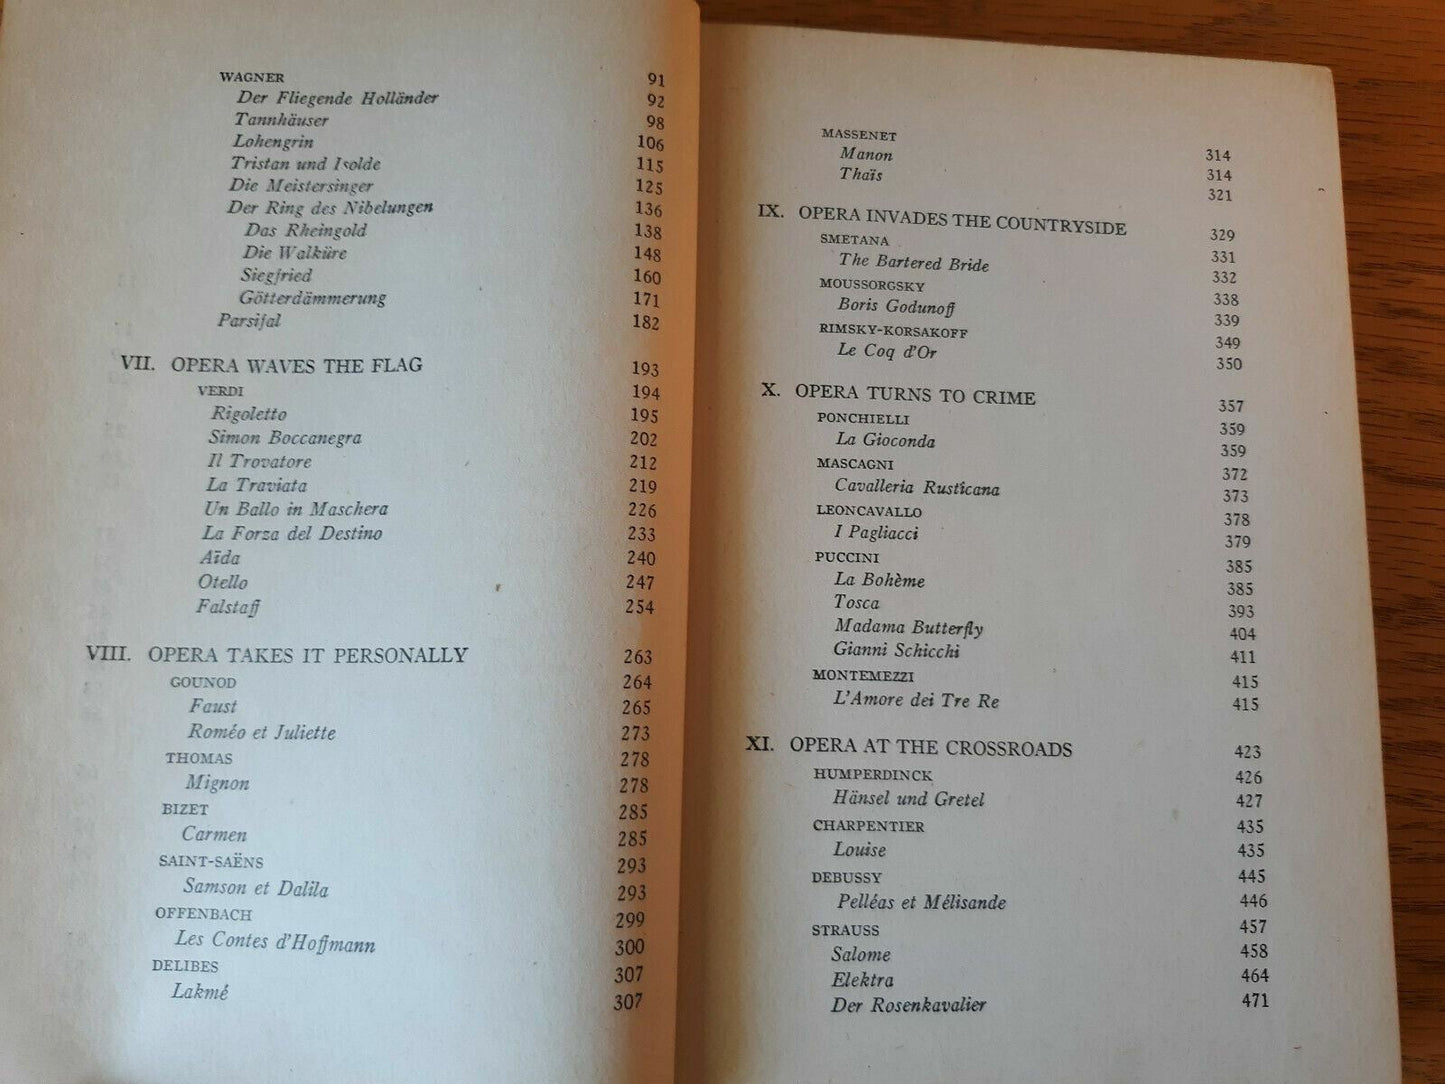 WAGNER 91
Der Fliegende Holländer 92
Tannhäuser 98
Lohengrin 106
Tristan und Isolde 115
Die Meistersinger 125
Der Ring des Nibelungen 136
Das Rheingold 138
Die Walküre 148
Siegfried 160
Götterdämmerung 171
Parsifal 182
VII. OPERA WAVES THE FLAG 193
VERDI 194
Rigoletto 195
Simon Boccanegra 202
Il Trovatore 212
La Traviata 219
Un Ballo in Maschera 226
La Forza del Destino 233
Aïda 240
Otello 247
Falstaff 254
VIII. OPERA TAKES IT PERSONALLY 263
GOUNOD 264
Faust 265
Roméo et Juliette 273
THOMAS 278
Mignon 278
BIZET 285
Carmen 285
SAINT-SAËNS 293
Samson et Dalila 293
OFFENBACH 299
Les Contes d'Hoffmann 300
DELIBES 307
Lakmé 307
MASSENET 314
Manon 314
Thaïs 321
IX. OPERA INVADES THE COUNTRYSIDE 329
SMETANA 331
The Bartered Bride 332
MOUSSORGSKY 338
Boris Godunoff 339
RIMSKY-KORSAKOFF 349
Le Coq d'Or 350
X. OPERA TURNS TO CRIME 357
PONCHIELLI 359
La Gioconda 359
MASCAGNI 372
Cavalleria Rusticana 373
LEONCAVALLO 378
I Pagliacci 379
PUCCINI 385
La Bohème 385
Tosca 393
Madama Butterfly 404
Gianni Schicchi 411
MONTEMEZZI 415
L'Amore dei Tre Re 415
XI. OPERA AT THE CROSSROADS 423
HUMPERDINCK 426
Hänsel und Gretel 427
CHARPENTIER 435
Louise 435
DEBUSSY 445
Pelléas et Mélisande 446
STRAUSS 457
Salome 458
Elektra 464
Der Rosenkavalier 471